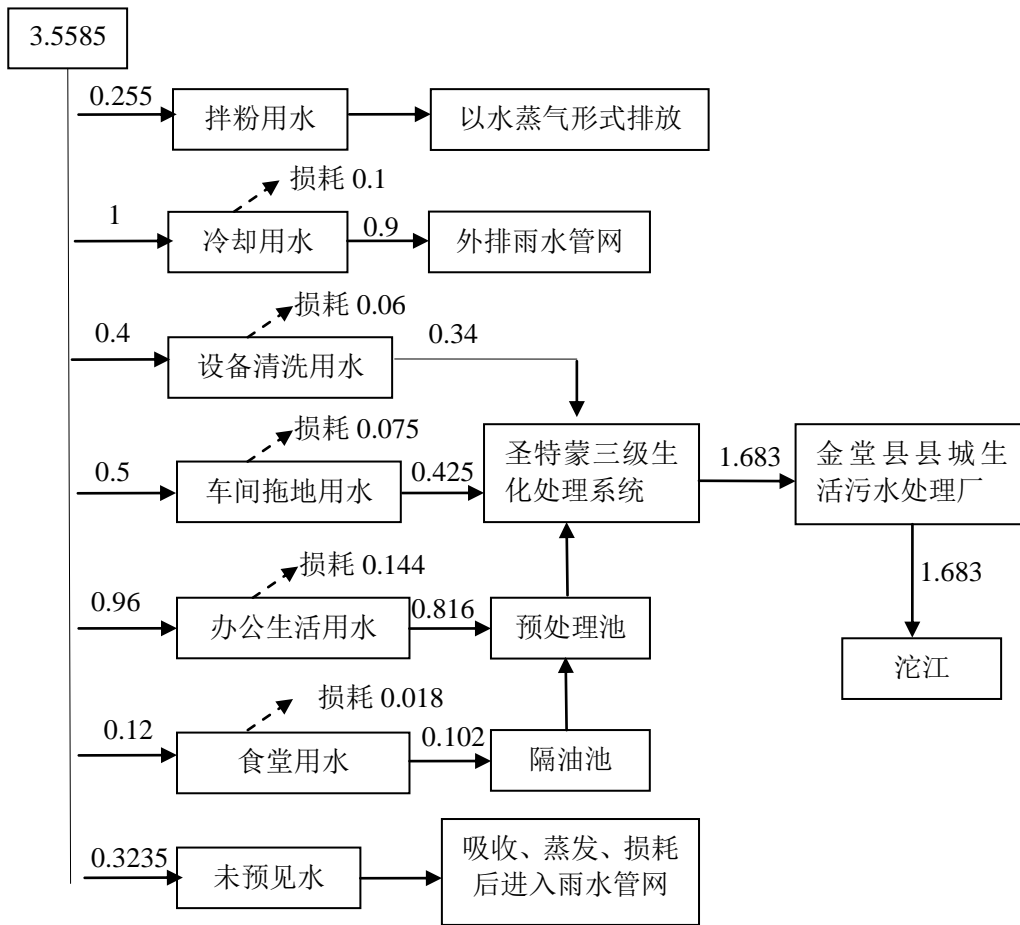 3.5585
0.255
拌粉用水
以水蒸气形式排放
损耗 0.1
1
冷却用水
0.9
外排雨水管网
损耗 0.06
0.4
设备清洗用水
0.34
损耗 0.075
0.5
车间拖地用水
0.425
圣特蒙三级生
化处理系统
1.683
金堂县县城生
活污水处理厂
1.683
沱江
损耗 0.144
0.96
办公生活用水
0.816
预处理池
损耗 0.018
0.12
食堂用水
0.102
隔油池
0.3235
未预见水
吸收、蒸发、损耗
后进入雨水管网